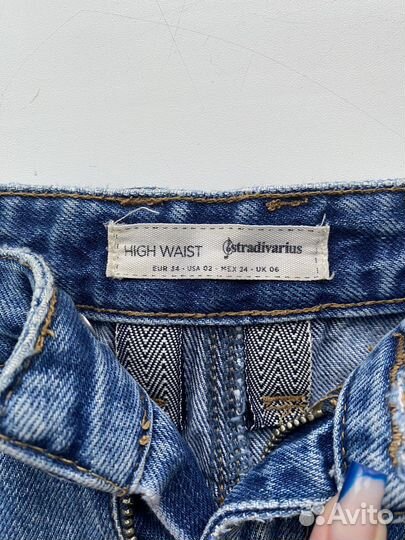 HIGH WAIST stradivarius
EUR 34 - USA 02 - MEX 24 - UK 06
Avito